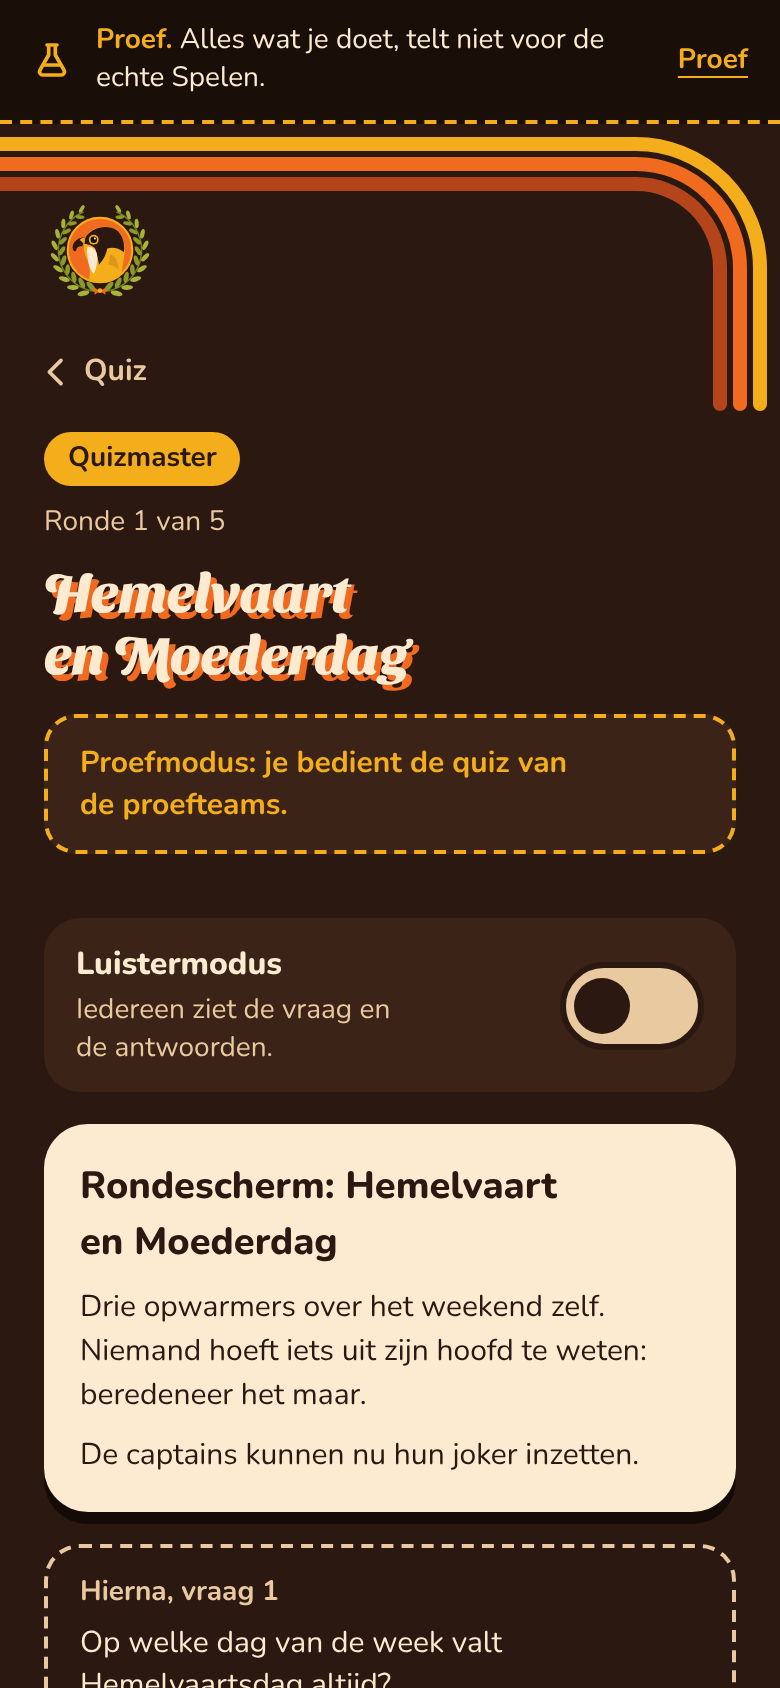 Proef. Alles wat je doet, telt niet voor de
echte Spelen.
Proef
Quiz
Quizmaster
Ronde 1 van 5
Hemelvaart
en Moederdag
Proefmodus: je bedient de quiz van
de proefteams.
Luistermodus
Iedereen ziet de vraag en
de antwoorden.
Rondescherm: Hemelvaart
en Moederdag
Drie opwarmers over het weekend zelf.
Niemand hoeft iets uit zijn hoofd te weten:
beredeneer het maar.
De captains kunnen nu hun joker inzetten.
Hierna, vraag 1
Op welke dag van de week valt
Hemelvaartsdag altijd?